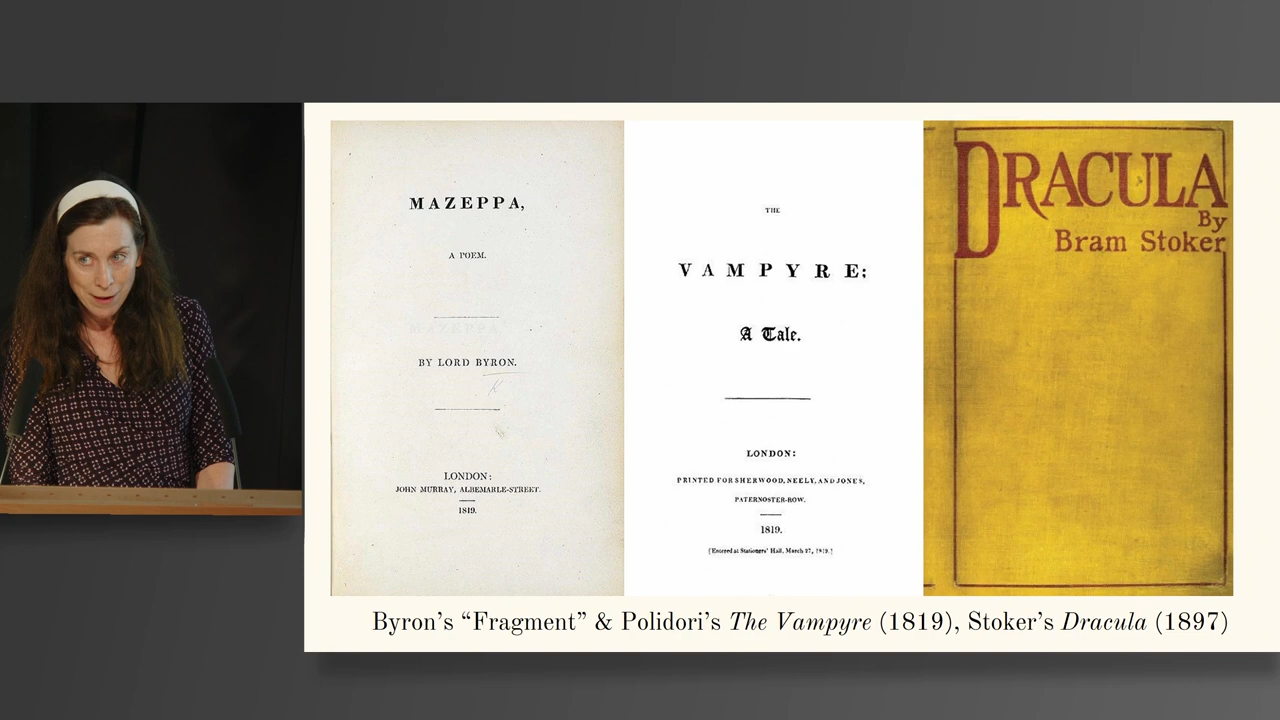 MAZEPPA,
A POEM.
MAZEPPA
BY LORD BYRON.
LONDON:
JOHN MURRAY, ALBEMARLE-STREET.
1819.
THE
VAMPYRE;
A Tale.
LONDON:
PRINTED FOR SHERWOOD, NEELY, AND JONES,
PATERNOSTER-ROW.
1819.
[Entered at Stationers' Hall, March 27, 1819.]
DRACULA
By
Bram Stoker
Byron's “Fragment” & Polidori's The Vampyre (1819), Stoker's Dracula (1897)